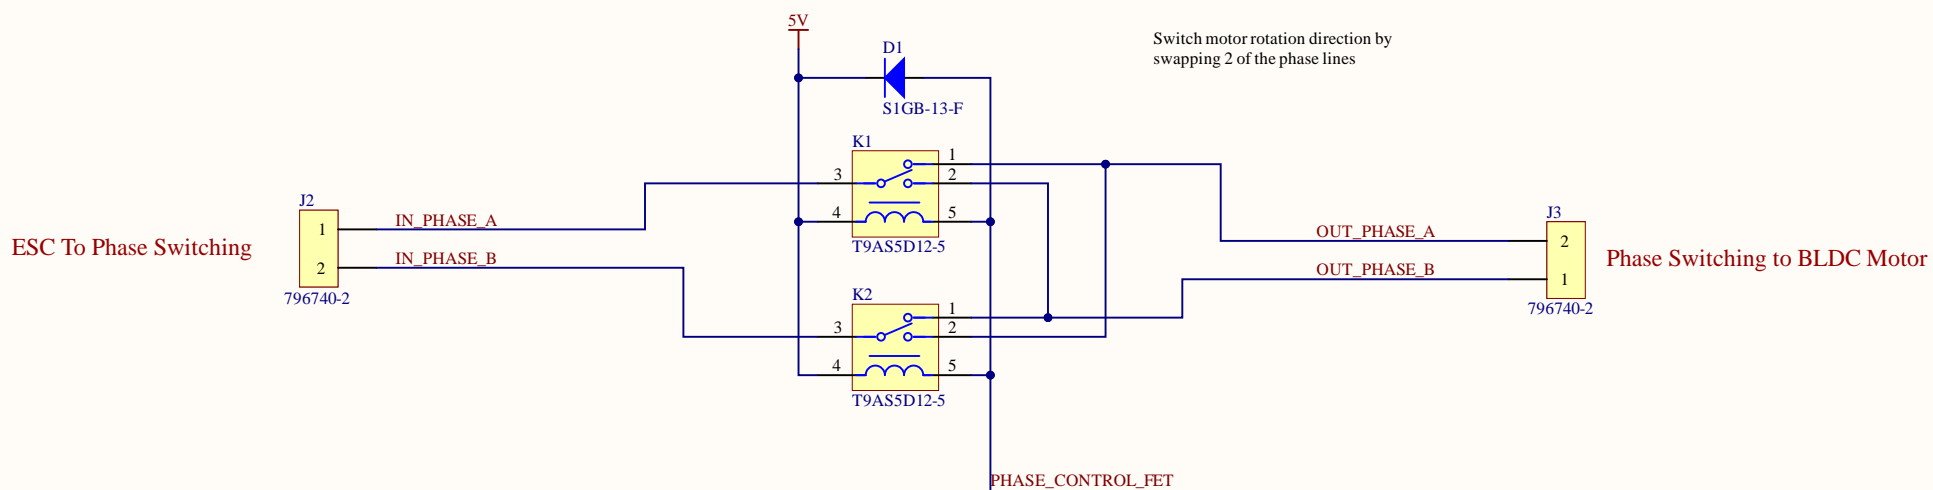 5V
Switch motor rotation direction by
swapping 2 of the phase lines
D1
S1GB-13-F
K1
1
3
2
4
5
T9AS5D12-5
J2
1
IN_PHASE_A
ESC To Phase Switching
2
IN_PHASE_B
796740-2
J3
OUT_PHASE_A
2
Phase Switching to BLDC Motor
OUT_PHASE_B
1
796740-2
K2
1
3
2
4
5
T9AS5D12-5
PHASE_CONTROL_FET